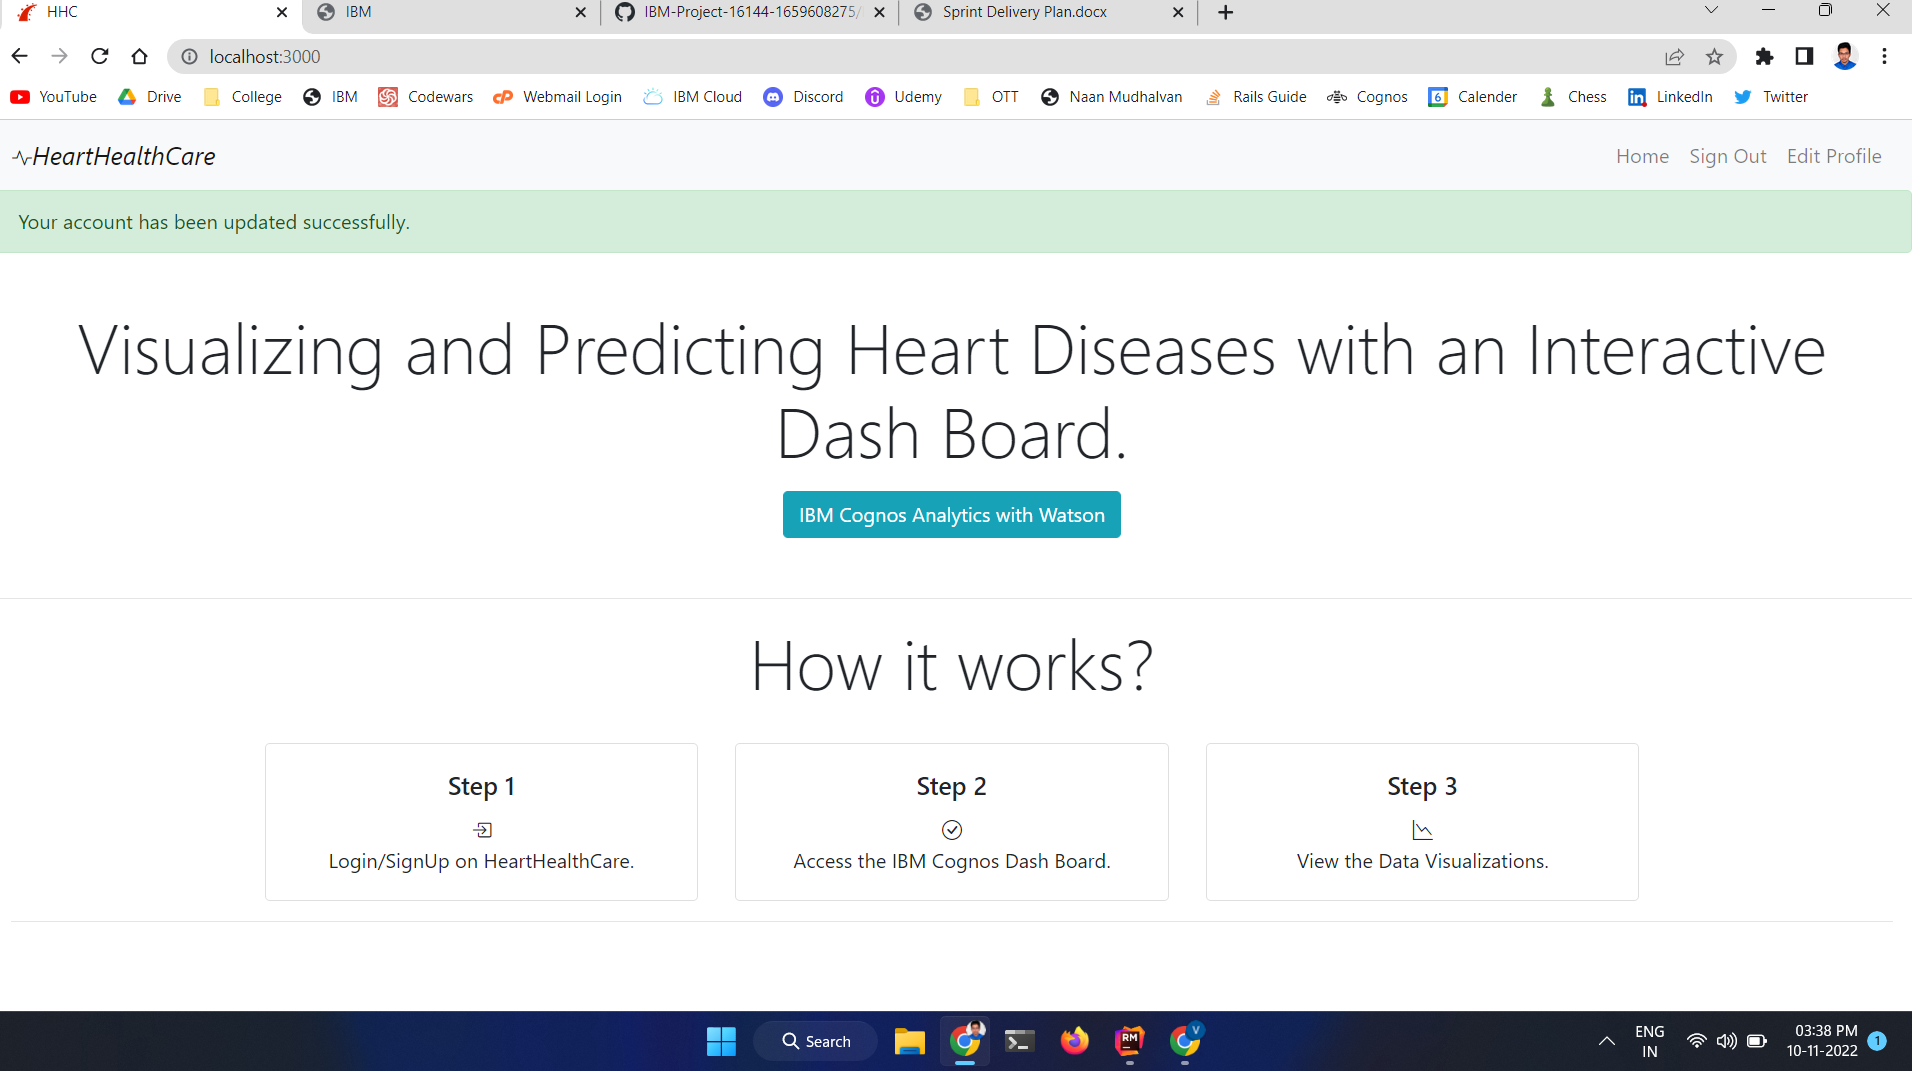 HHC
IBM
IBM-Project-16144-1659608275/
Sprint Delivery Plan.docx
localhost:3000
YouTube Drive College IBM Codewars Webmail Login IBM Cloud Discord Udemy OTT Naan Mudhalvan Rails Guide Cognos Calender Chess LinkedIn Twitter
HeartHealthCare
Home Sign Out Edit Profile
Your account has been updated successfully.
Visualizing and Predicting Heart Diseases with an Interactive
Dash Board.
IBM Cognos Analytics with Watson
How it works?
Step 1
Login/SignUp on HeartHealthCare.
Step 2
Access the IBM Cognos Dash Board.
Step 3
View the Data Visualizations.
Search
ENG
IN
03:38 PM
10-11-2022
1